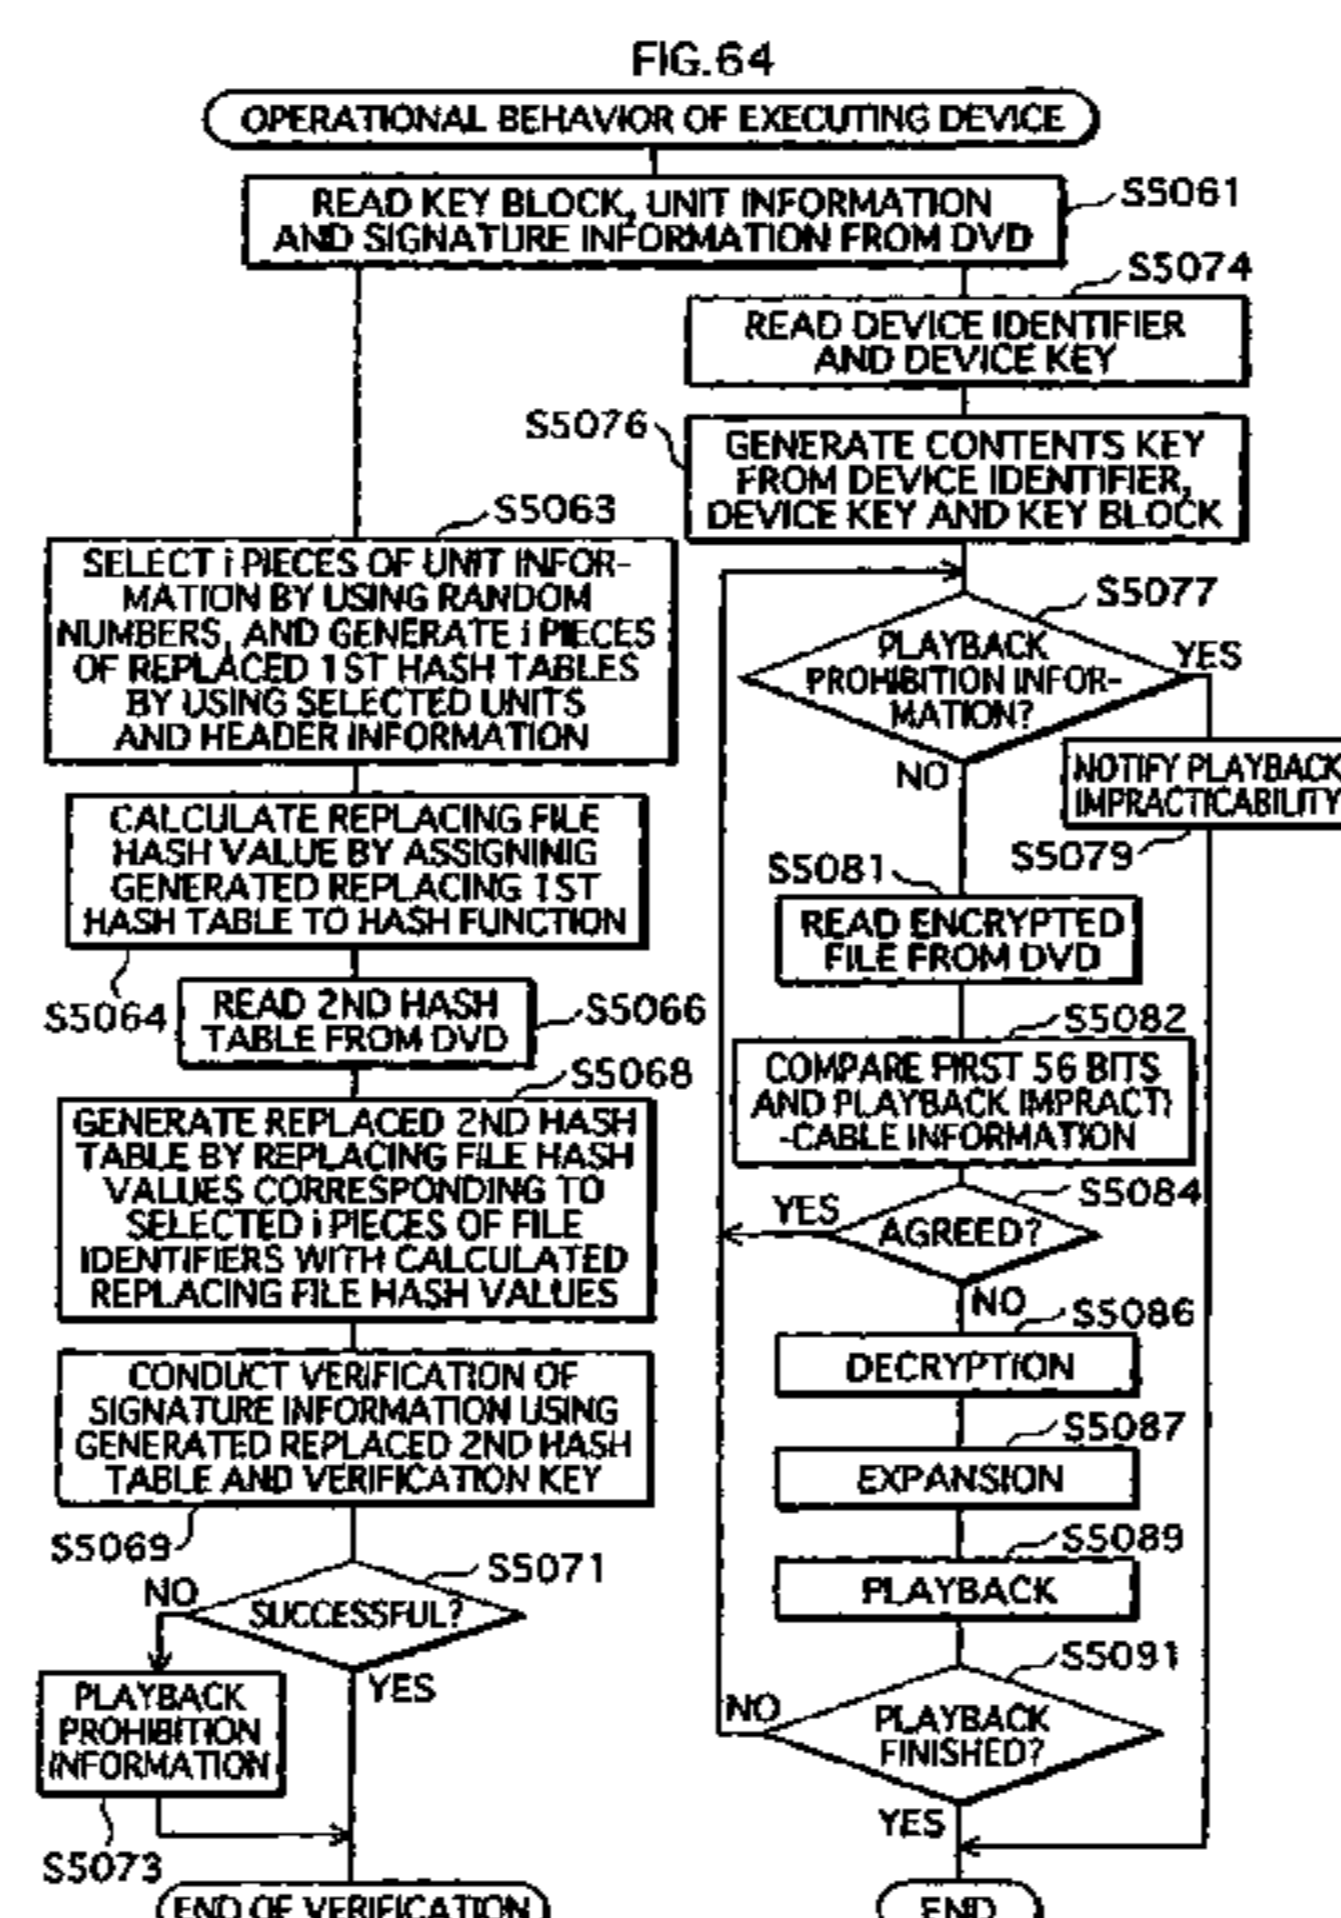 FIG.64
OPERATIONAL BEHAVIOR OF EXECUTING DEVICE
READ KEY BLOCK, UNIT INFORMATION
AND SIGNATURE INFORMATION FROM DVD
S5061
S5074
READ DEVICE IDENTIFIER
AND DEVICE KEY
S5076
GENERATE CONTENTS KEY
FROM DEVICE IDENTIFIER,
DEVICE KEY AND KEY BLOCK
S5063
SELECT i PIECES OF UNIT INFOR-
MATION BY USING RANDOM
NUMBERS, AND GENERATE i PIECES
OF REPLACED 1ST HASH TABLES
BY USING SELECTED UNITS
AND HEADER INFORMATION
CALCULATE REPLACING FILE
HASH VALUE BY ASSIGNINIG
GENERATED REPLACING 1ST
HASH TABLE TO HASH FUNCTION
S5064
READ 2ND HASH
TABLE FROM DVD
S5066
S5068
GENERATE REPLACED 2ND HASH
TABLE BY REPLACING FILE HASH
VALUES CORRESPONDING TO
SELECTED i PIECES OF FILE
IDENTIFIERS WITH CALCULATED
REPLACING FILE HASH VALUES
CONDUCT VERIFICATION OF
SIGNATURE INFORMATION USING
GENERATED REPLACED 2ND HASH
TABLE AND VERIFICATION KEY
S5069
S5071
NO
SUCCESSFUL?
YES
PLAYBACK
PROHIBITION
INFORMATION
S5073
END OF VERIFICATION
S5077
PLAYBACK
PROHIBITION INFOR-
MATION?
YES
NO
NOTIFY PLAYBACK
IMPRACTICABILITY
S5079
S5081
READ ENCRYPTED
FILE FROM DVD
S5082
COMPARE FIRST 56 BITS
AND PLAYBACK IMPRACTI
-CABLE INFORMATION
S5084
YES
AGREED?
NO
S5086
DECRYPTION
S5087
EXPANSION
S5089
PLAYBACK
S5091
NO
PLAYBACK
FINISHED?
YES
END